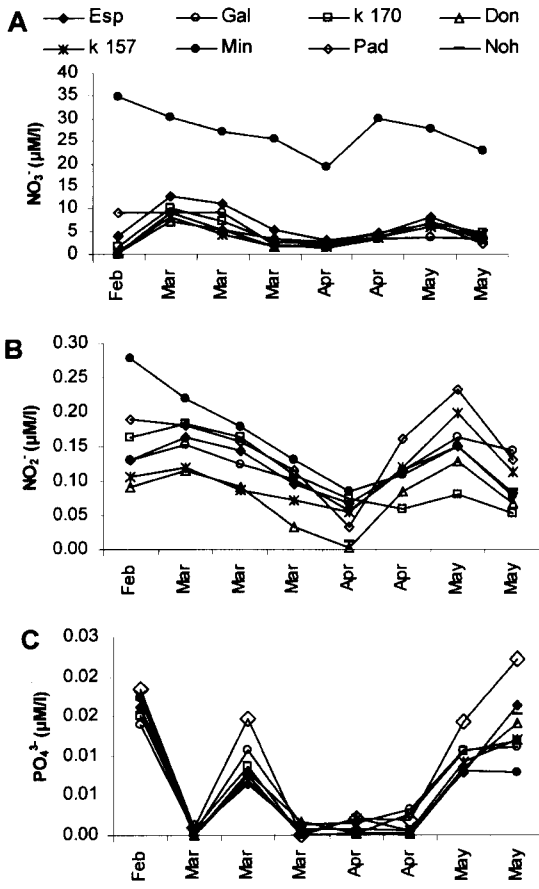 A
Esp Gal k 170 Don
k 157 Min Pad Noh
40
35
30
25
20
15
10
5
0
NO3- (µM/l)
Feb Mar Mar Mar Apr Apr May May
B
0.30
0.25
0.20
0.15
0.10
0.05
0.00
NO2- (µM/l)
Feb Mar Mar Mar Apr Apr May May
C
0.03
0.02
0.02
0.01
0.01
0.00
PO4 3- (µM/l)
Feb Mar Mar Mar Apr Apr May May